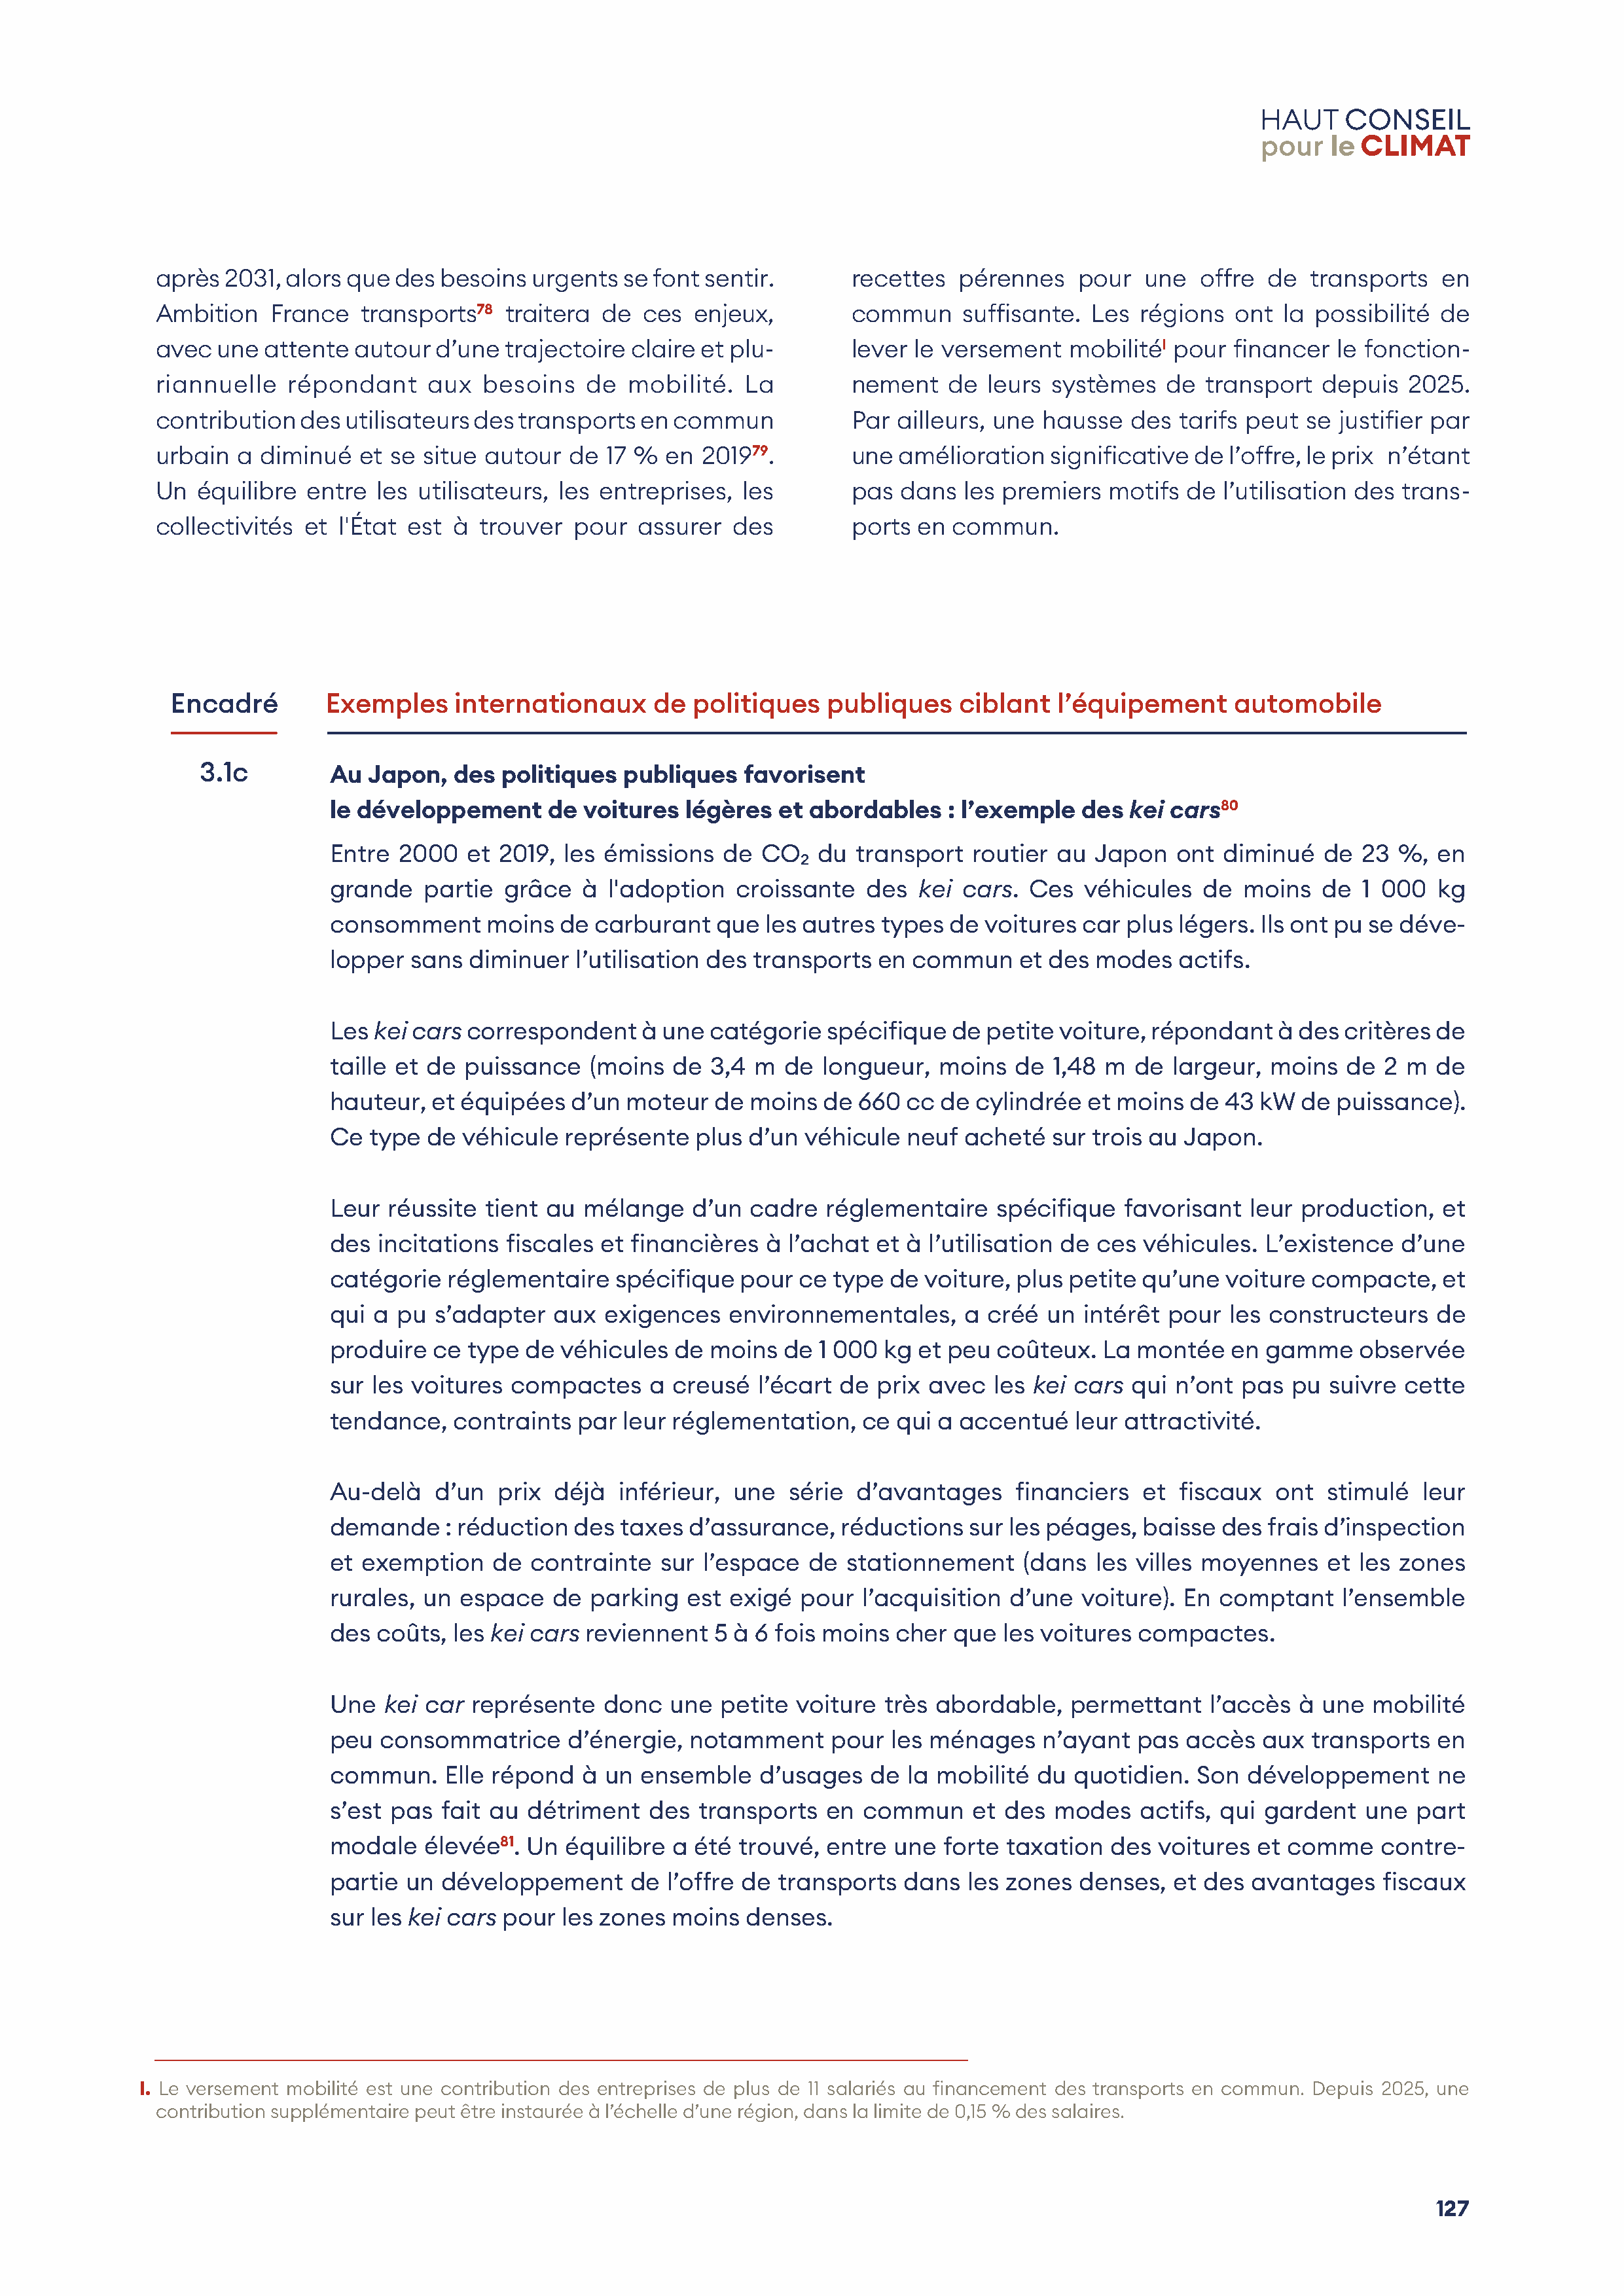 HAUT CONSEIL
pour le CLIMAT
après 2031, alors que des besoins urgents se font sentir.
Ambition France transports78 traitera de ces enjeux,
avec une attente autour d’une trajectoire claire et plu-
riannuelle répondant aux besoins de mobilité. La
contribution des utilisateurs des transports en commun
urbain a diminué et se situe autour de 17 % en 201979.
Un équilibre entre les utilisateurs, les entreprises, les
collectivités et l'État est à trouver pour assurer des
recettes pérennes pour une offre de transports en
commun suffisante. Les régions ont la possibilité de
lever le versement mobilitéI pour financer le fonction-
nement de leurs systèmes de transport depuis 2025.
Par ailleurs, une hausse des tarifs peut se justifier par
une amélioration significative de l’offre, le prix n’étant
pas dans les premiers motifs de l’utilisation des trans-
ports en commun.
Encadré
3.1c
Exemples internationaux de politiques publiques ciblant l’équipement automobile
Au Japon, des politiques publiques favorisent
le développement de voitures légères et abordables : l’exemple des kei cars80
Entre 2000 et 2019, les émissions de CO₂ du transport routier au Japon ont diminué de 23 %, en
grande partie grâce à l'adoption croissante des kei cars. Ces véhicules de moins de 1 000 kg
consomment moins de carburant que les autres types de voitures car plus légers. Ils ont pu se déve-
lopper sans diminuer l’utilisation des transports en commun et des modes actifs.
Les kei cars correspondent à une catégorie spécifique de petite voiture, répondant à des critères de
taille et de puissance (moins de 3,4 m de longueur, moins de 1,48 m de largeur, moins de 2 m de
hauteur, et équipées d’un moteur de moins de 660 cc de cylindrée et moins de 43 kW de puissance).
Ce type de véhicule représente plus d’un véhicule neuf acheté sur trois au Japon.
Leur réussite tient au mélange d’un cadre réglementaire spécifique favorisant leur production, et
des incitations fiscales et financières à l’achat et à l’utilisation de ces véhicules. L’existence d’une
catégorie réglementaire spécifique pour ce type de voiture, plus petite qu’une voiture compacte, et
qui a pu s’adapter aux exigences environnementales, a créé un intérêt pour les constructeurs de
produire ce type de véhicules de moins de 1 000 kg et peu coûteux. La montée en gamme observée
sur les voitures compactes a creusé l’écart de prix avec les kei cars qui n’ont pas pu suivre cette
tendance, contraints par leur réglementation, ce qui a accentué leur attractivité.
Au-delà d’un prix déjà inférieur, une série d’avantages financiers et fiscaux ont stimulé leur
demande : réduction des taxes d’assurance, réductions sur les péages, baisse des frais d’inspection
et exemption de contrainte sur l’espace de stationnement (dans les villes moyennes et les zones
rurales, un espace de parking est exigé pour l’acquisition d’une voiture). En comptant l’ensemble
des coûts, les kei cars reviennent 5 à 6 fois moins cher que les voitures compactes.
Une kei car représente donc une petite voiture très abordable, permettant l’accès à une mobilité
peu consommatrice d’énergie, notamment pour les ménages n’ayant pas accès aux transports en
commun. Elle répond à un ensemble d’usages de la mobilité du quotidien. Son développement ne
s’est pas fait au détriment des transports en commun et des modes actifs, qui gardent une part
modale élevée81. Un équilibre a été trouvé, entre une forte taxation des voitures et comme contre-
partie un développement de l’offre de transports dans les zones denses, et des avantages fiscaux
sur les kei cars pour les zones moins denses.
I. Le versement mobilité est une contribution des entreprises de plus de 11 salariés au financement des transports en commun. Depuis 2025, une
contribution supplémentaire peut être instaurée à l’échelle d’une région, dans la limite de 0,15 % des salaires.
127